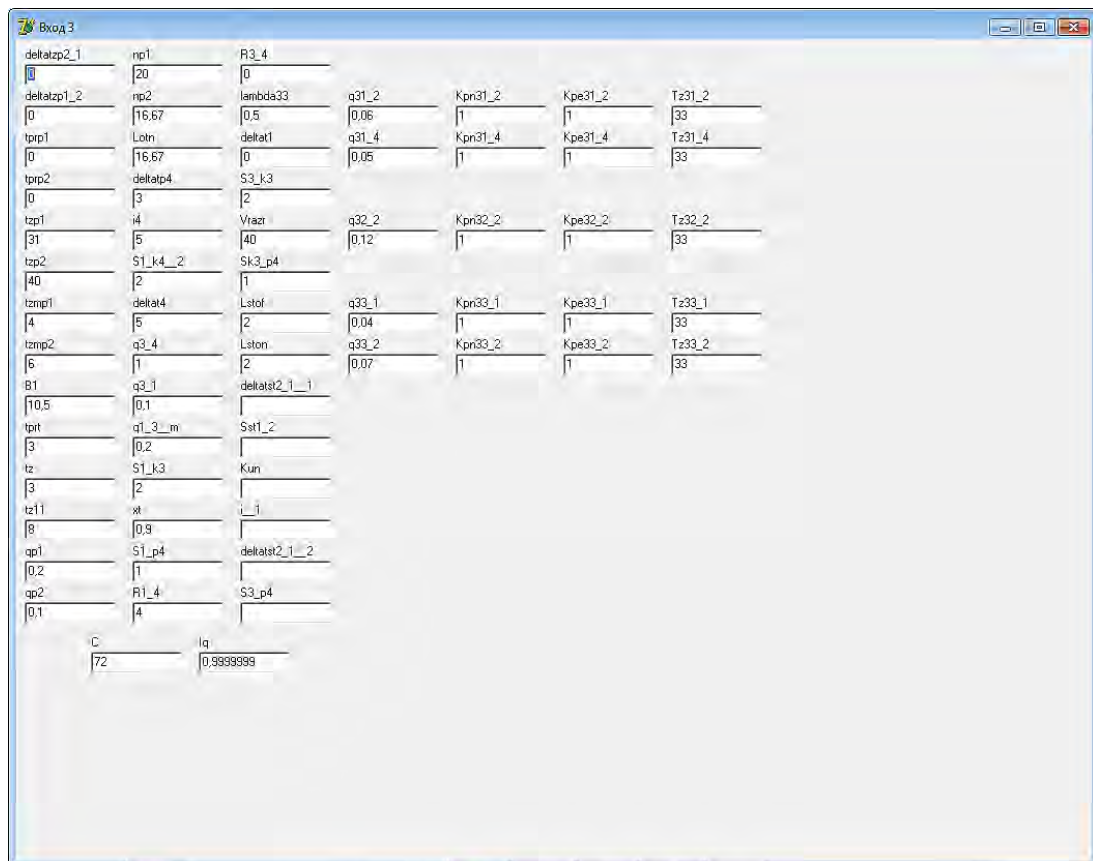 Вход 3
deltatzp2_1 np1 R3_4
0 20 0
deltatzp1_2 np2 lambda33 q31_2 Kpn31_2 Kpe31_2 Tz31_2
0 16,67 0,5 0,06 1 1 33
tprp1 Lotn deltat1 q31_4 Kpn31_4 Kpe31_4 Tz31_4
0 16,67 0 0,05 1 1 33
tprp2 deltatp4 S3_k3
0 3 2
tzp1 i4 Vrazr q32_2 Kpn32_2 Kpe32_2 Tz32_2
31 5 40 0,12 1 1 33
tzp2 S1_k4__2 Sk3_p4
40 2 1
tzmp1 deltat4 Lstof q33_1 Kpn33_1 Kpe33_1 Tz33_1
4 5 2 0,04 1 1 33
tzmp2 q3_4 Lston q33_2 Kpn33_2 Kpe33_2 Tz33_2
6 1 2 0,07 1 1 33
B1 q3_1 deltatst2_1__1
10,5 0,1
tprt q1_3__m Sst1_2
3 0,2
tz S1_k3 Kun
3 2
tz11 xt i__1
8 0,9
qp1 S1_p4 deltatst2_1__2
0,2 1
qp2 R1_4 S3_p4
0,1 4
C Iq
72 0,9999999